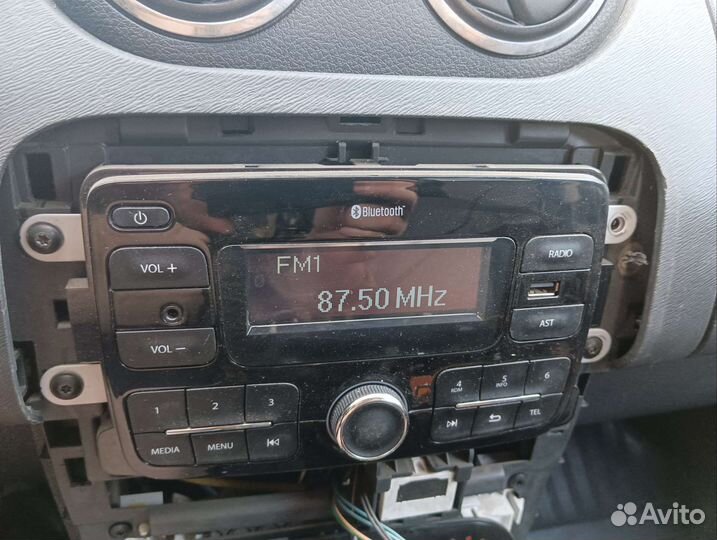 Bluetooth
VOL +
FM1
87.50 MHz
RADIO
VOL −
AST
1 2 3
4 RDM 5 INFO 6
MEDIA MENU
TEL
Avito